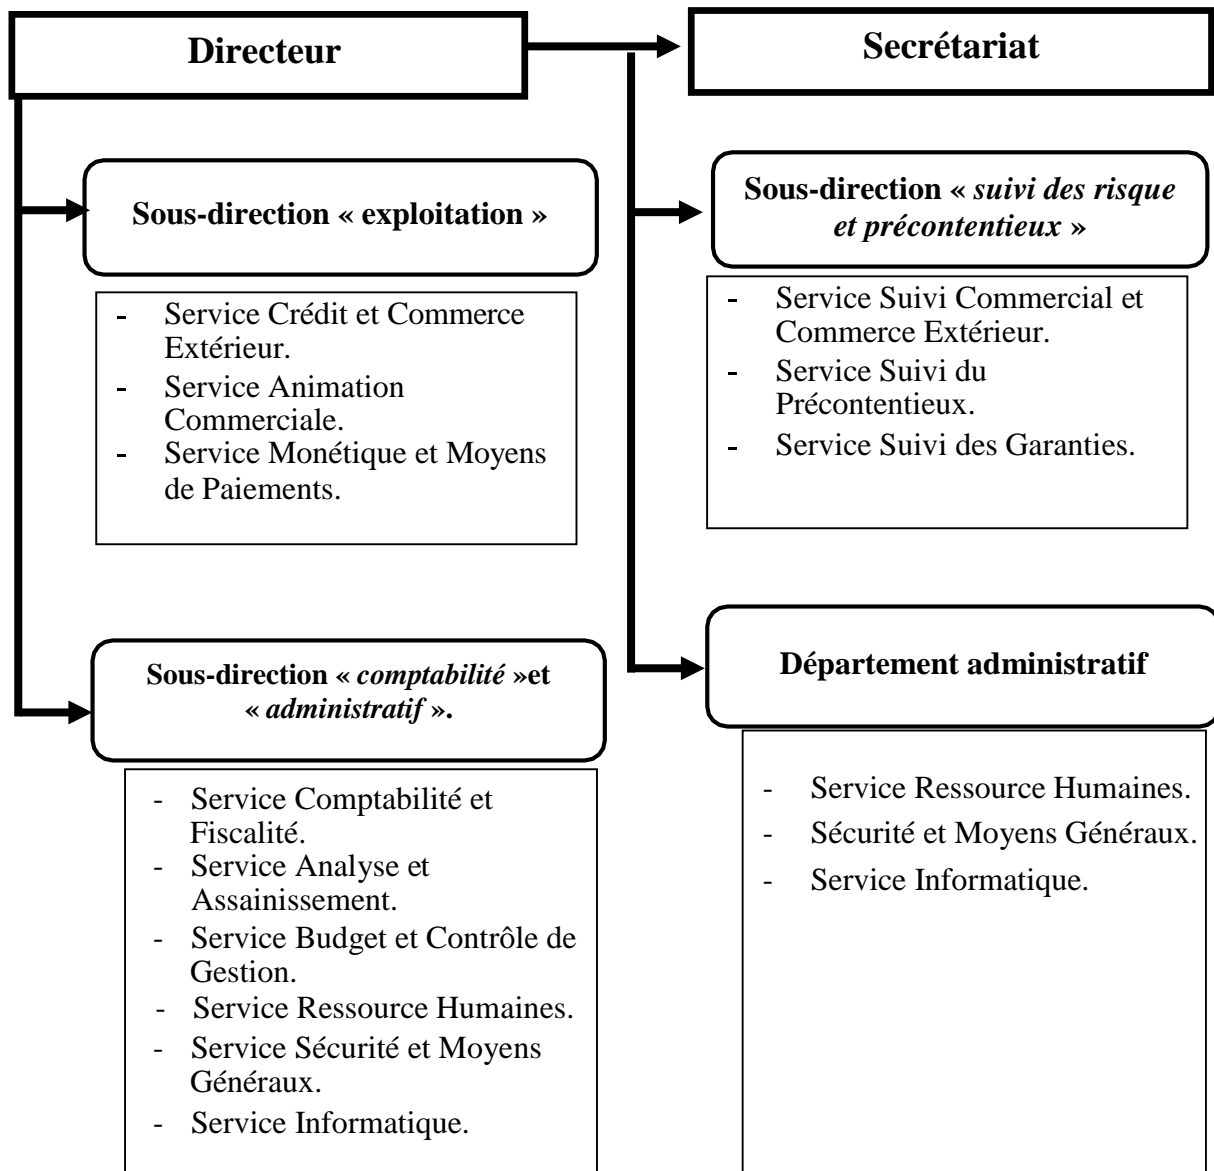 Directeur
Secrétariat
Sous-direction « exploitation »
- Service Crédit et Commerce
Extérieur.
- Service Animation
Commerciale.
- Service Monétique et Moyens
de Paiements.
Sous-direction « suivi des risque
et précontentieux »
- Service Suivi Commercial et
Commerce Extérieur.
- Service Suivi du
Précontentieux.
- Service Suivi des Garanties.
Sous-direction « comptabilité »et
« administratif ».
- Service Comptabilité et
Fiscalité.
- Service Analyse et
Assainissement.
- Service Budget et Contrôle de
Gestion.
- Service Ressource Humaines.
- Service Sécurité et Moyens
Généraux.
- Service Informatique.
Département administratif
- Service Ressource Humaines.
- Sécurité et Moyens Généraux.
- Service Informatique.